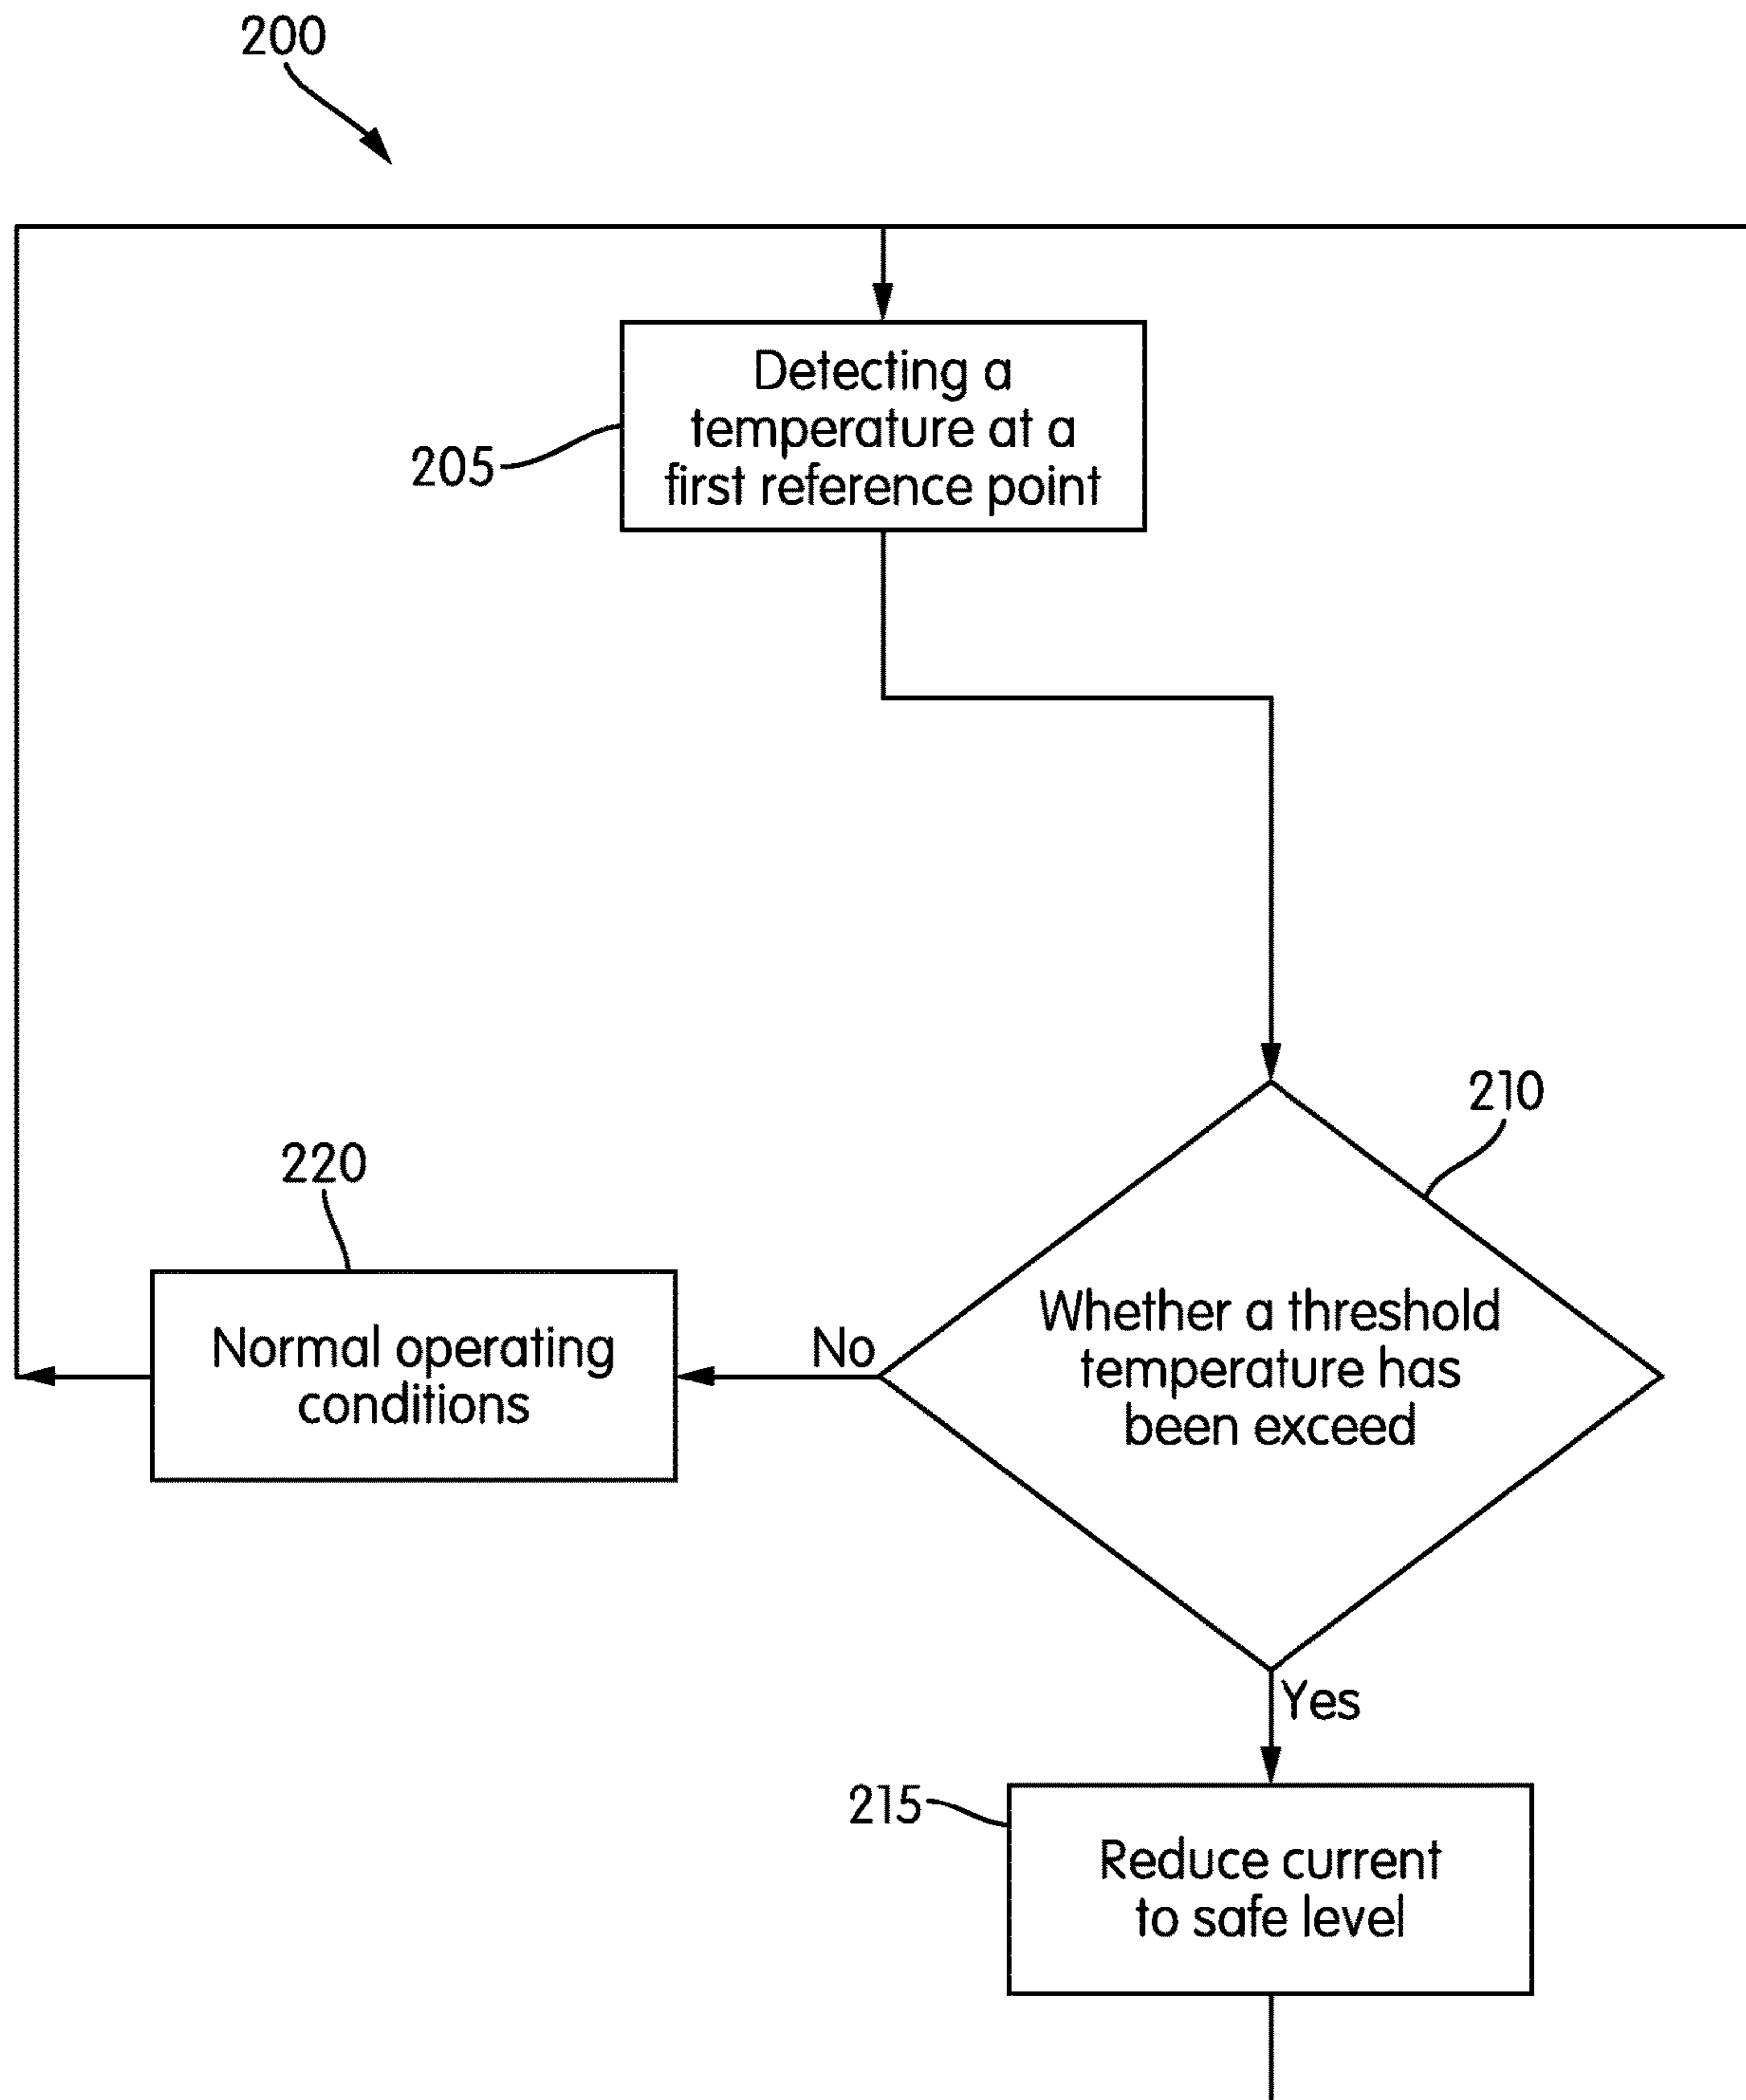 200
Detecting a
temperature at a
first reference point
205
210
220
Whether a threshold
temperature has
been exceed
No
Normal operating
conditions
Yes
215
Reduce current
to safe level